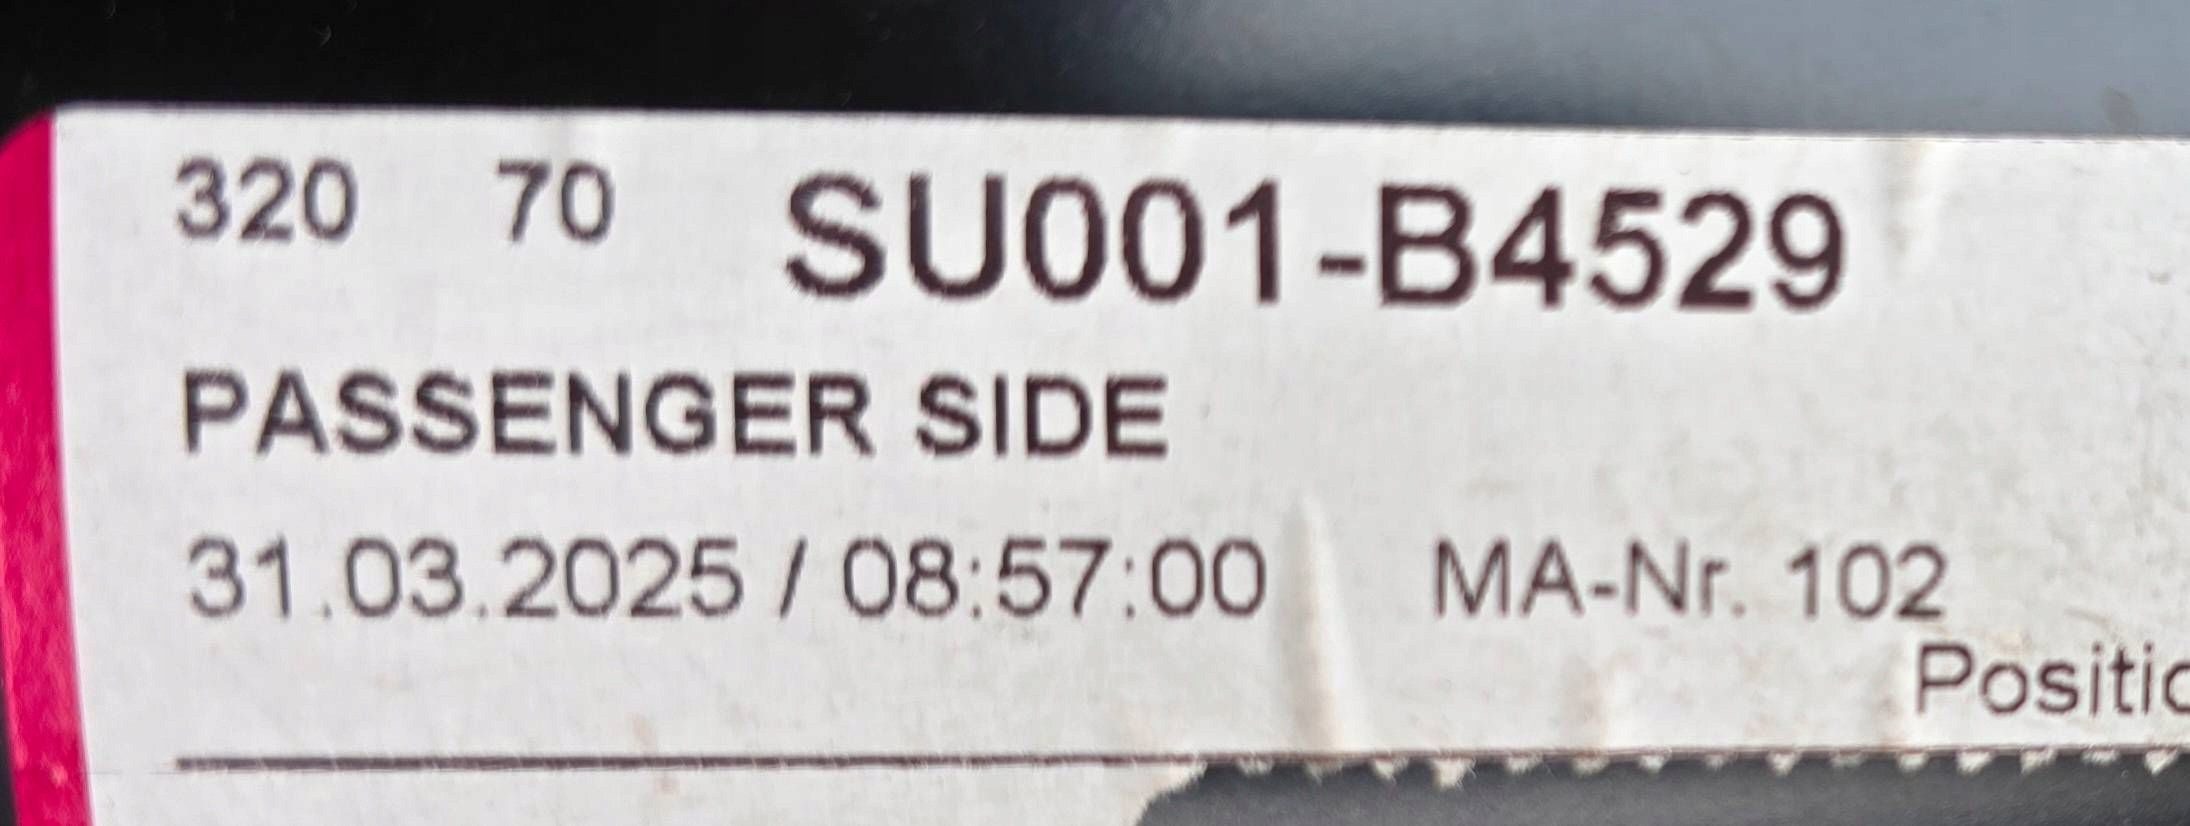 320 70 SU001-B4529
PASSENGER SIDE
31.03.2025 / 08:57:00 MA-Nr. 102